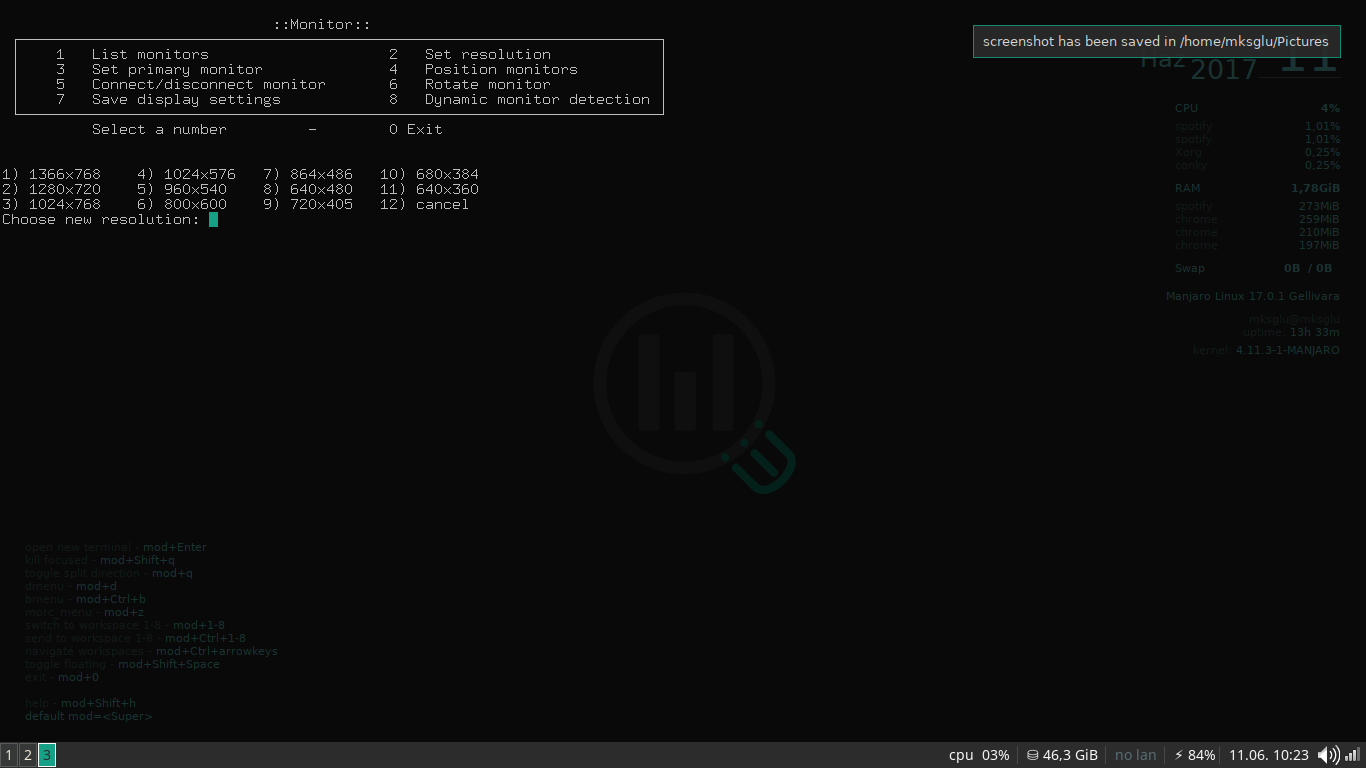 ::Monitor::
1 List monitors 2 Set resolution
3 Set primary monitor 4 Position monitors
5 Connect/disconnect monitor 6 Rotate monitor
7 Save display settings 8 Dynamic monitor detection
Select a number - 0 Exit
1) 1366x768 4) 1024x576 7) 864x486 10) 680x384
2) 1280x720 5) 960x540 8) 640x480 11) 640x360
3) 1024x768 6) 800x600 9) 720x405 12) cancel
Choose new resolution:
screenshot has been saved in /home/mksglu/Pictures
Haz 2017 11
CPU 4%
spotify 1,01%
spotify 1,01%
Xorg 0,25%
conky 0,25%
RAM 1,78GiB
spotify 273MiB
chrome 259MiB
chrome 210MiB
chrome 197MiB
Swap 0B / 0B
Manjaro Linux 17.0.1 Gellivara
mksglu@mksglu
uptime: 13h 33m
kernel: 4.11.3-1-MANJARO
open new terminal - mod+Enter
kill focused - mod+Shift+q
toggle split direction - mod+q
dmenu - mod+d
bmenu - mod+Ctrl+b
morc_menu - mod+z
switch to workspace 1-8 - mod+1-8
send to workspace 1-8 - mod+Ctrl+1-8
navigate workspaces - mod+Ctrl+arrowkeys
toggle floating - mod+Shift+Space
exit - mod+0
help - mod+Shift+h
default mod=<Super>
1 2 3 cpu 03% 46,3 GiB no lan 84% 11.06. 10:23